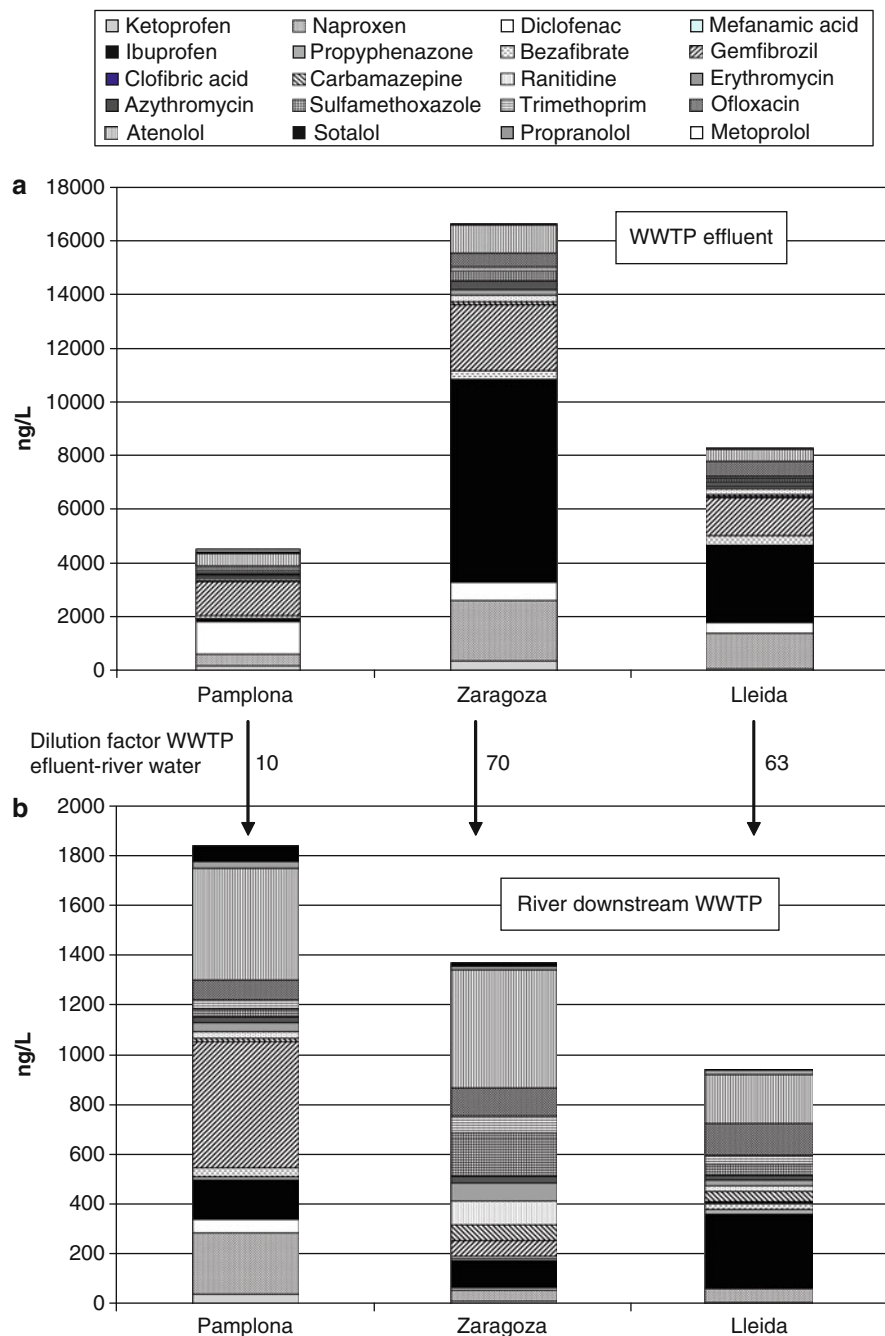 Ketoprofen Naproxen Diclofenac Mefanamic acid
Ibuprofen Propyphenazone Bezafibrate Gemfibrozil
Clofibric acid Carbamazepine Ranitidine Erythromycin
Azythromycin Sulfamethoxazole Trimethoprim Ofloxacin
Atenolol Sotalol Propranolol Metoprolol
a
18000
16000
14000
12000
10000
8000
6000
4000
2000
0
ng/L
WWTP effluent
Pamplona Zaragoza Lleida
Dilution factor WWTP
efluent-river water
10 70 63
b
2000
1800
1600
1400
1200
1000
800
600
400
200
0
ng/L
River downstream WWTP
Pamplona Zaragoza Lleida